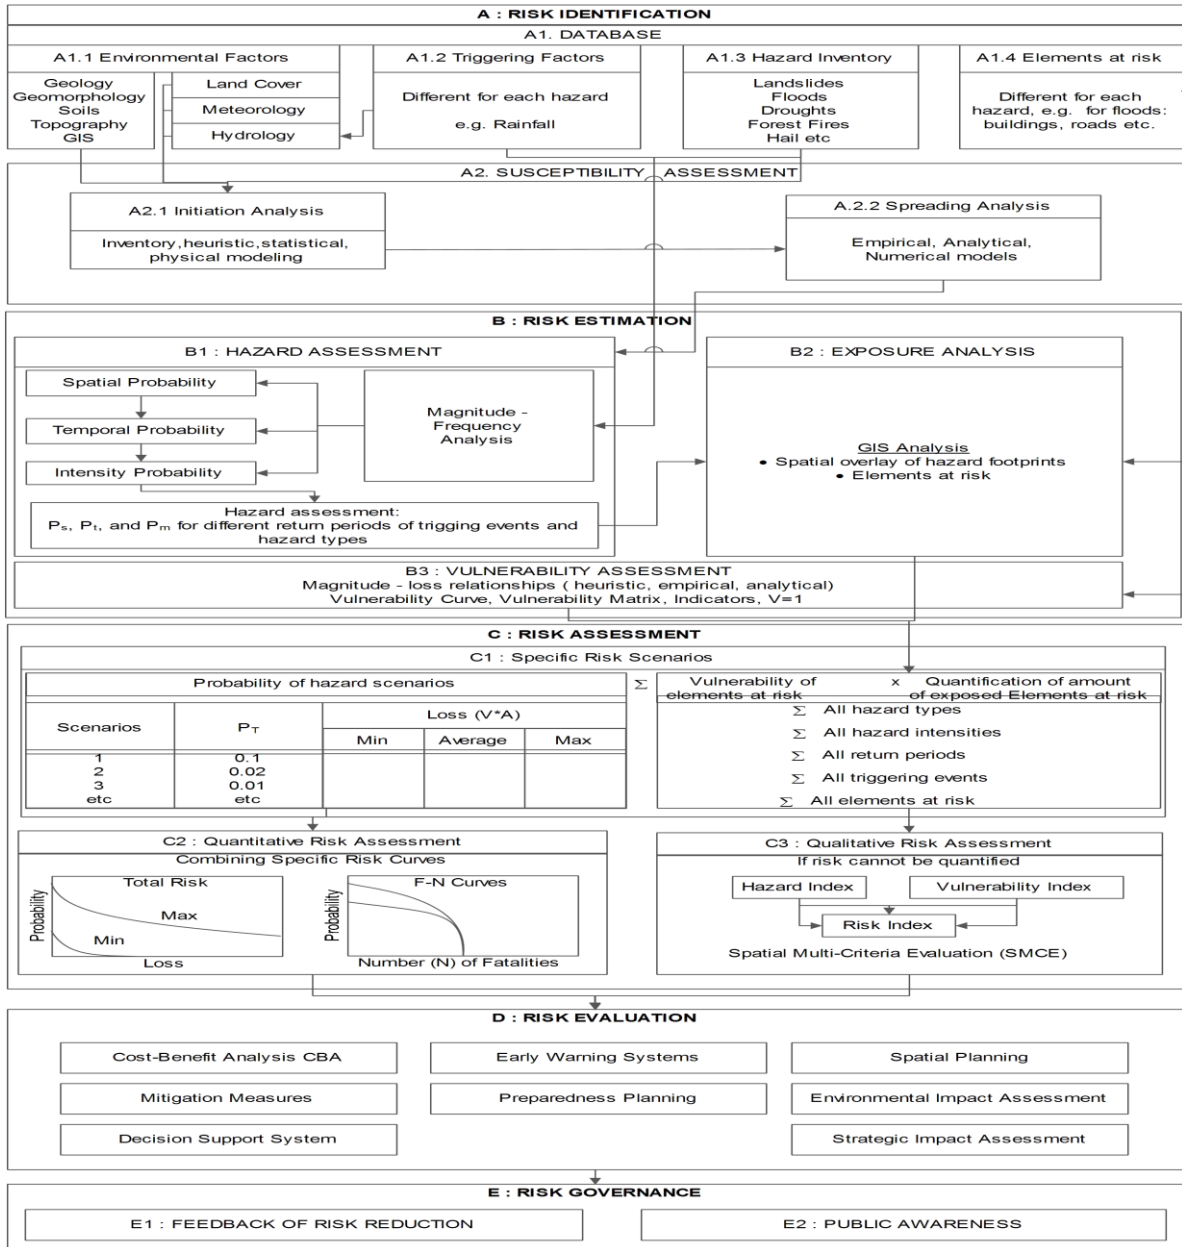 A : RISK IDENTIFICATION
A1. DATABASE
A1.1 Environmental Factors
Geology
Geomorphology
Soils
Topography
GIS
Land Cover
Meteorology
Hydrology
A1.2 Triggering Factors
Different for each hazard
e.g. Rainfall
A1.3 Hazard Inventory
Landslides
Floods
Droughts
Forest Fires
Hail etc
A1.4 Elements at risk
Different for each
hazard, e.g. for floods:
buildings, roads etc.
A2. SUSCEPTIBILITY ASSESSMENT
A2.1 Initiation Analysis
Inventory,heuristic,statistical,
physical modeling
A.2.2 Spreading Analysis
Empirical, Analytical,
Numerical models
B : RISK ESTIMATION
B1 : HAZARD ASSESSMENT
Spatial Probability
Temporal Probability
Intensity Probability
Magnitude -
Frequency
Analysis
Hazard assessment:
Pₛ, Pₜ, and Pₘ for different return periods of trigging events and
hazard types
B2 : EXPOSURE ANALYSIS
GIS Analysis
• Spatial overlay of hazard footprints
• Elements at risk
B3 : VULNERABILITY ASSESSMENT
Magnitude - loss relationships ( heuristic, empirical, analytical)
Vulnerability Curve, Vulnerability Matrix, Indicators, V=1
C : RISK ASSESSMENT
C1 : Specific Risk Scenarios
Probability of hazard scenarios
Scenarios P_T Loss (V*A)
Min Average Max
1 0.1
2 0.02
3 0.01
etc etc
Σ Vulnerability of x Quantification of amount
elements at risk of exposed Elements at risk
Σ All hazard types
Σ All hazard intensities
Σ All return periods
Σ All triggering events
Σ All elements at risk
C2 : Quantitative Risk Assessment
Combining Specific Risk Curves
Total Risk
Probability
Max
Min
Loss
F-N Curves
Probability
Number (N) of Fatalities
C3 : Qualitative Risk Assessment
If risk cannot be quantified
Hazard Index
Vulnerability Index
Risk Index
Spatial Multi-Criteria Evaluation (SMCE)
D : RISK EVALUATION
Cost-Benefit Analysis CBA
Early Warning Systems
Spatial Planning
Mitigation Measures
Preparedness Planning
Environmental Impact Assessment
Decision Support System
Strategic Impact Assessment
E : RISK GOVERNANCE
E1 : FEEDBACK OF RISK REDUCTION
E2 : PUBLIC AWARENESS